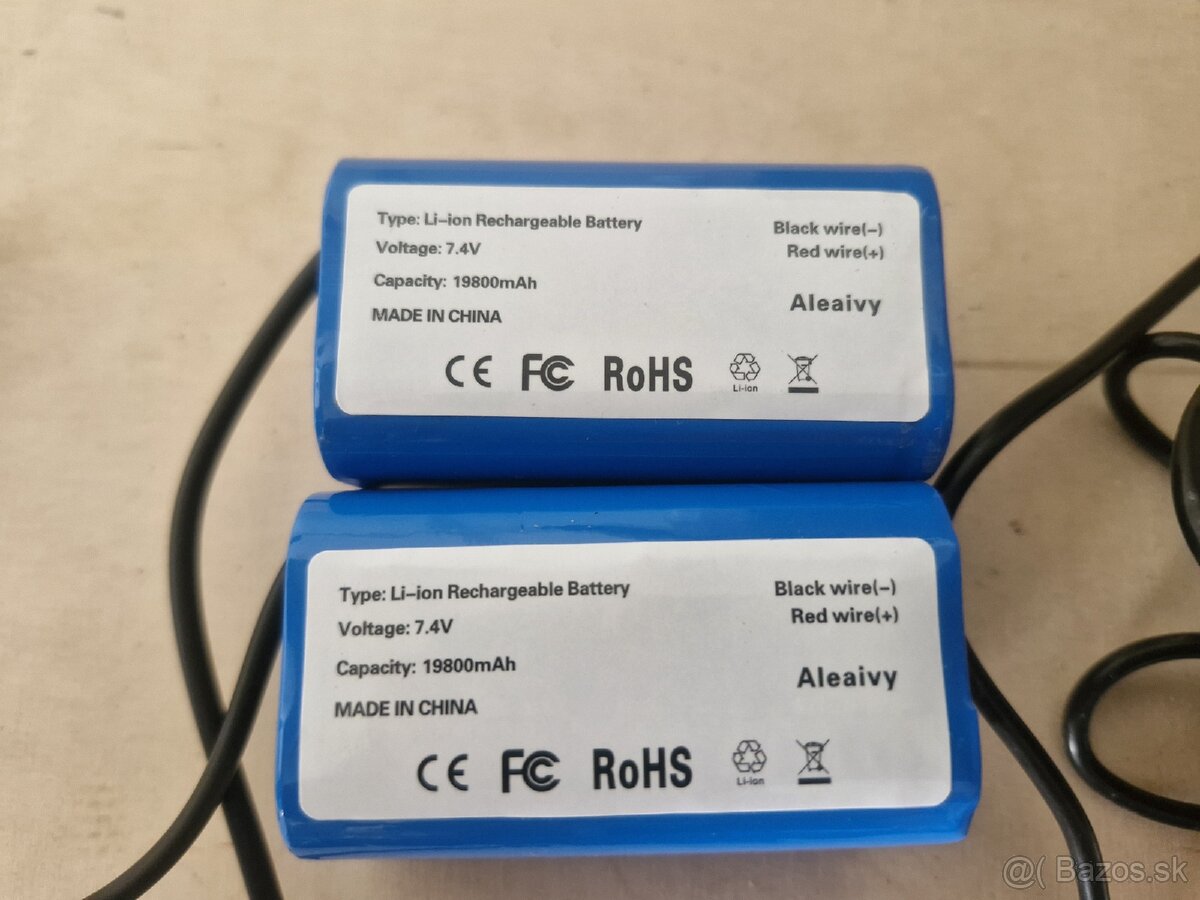 Type: Li-ion Rechargeable Battery
Voltage: 7.4V
Capacity: 19800mAh
MADE IN CHINA
Black wire(-)
Red wire(+)
Aleaivy
CE FC RoHS
Li-ion
Type: Li-ion Rechargeable Battery
Voltage: 7.4V
Capacity: 19800mAh
MADE IN CHINA
Black wire(-)
Red wire(+)
Aleaivy
CE FC RoHS
Li-ion
@( Bazos.sk